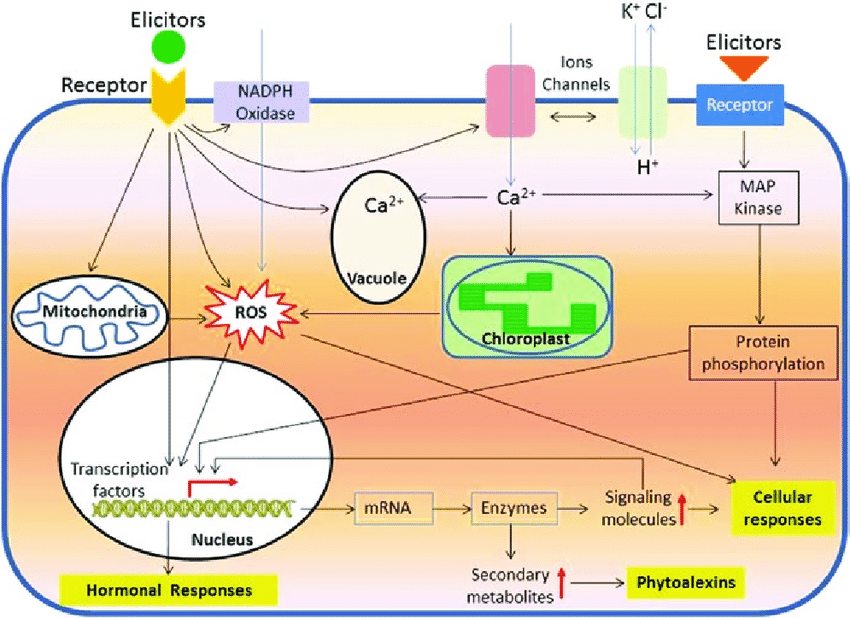 Elicitors
K⁺ Cl⁻
Elicitors
Receptor
NADPH
Oxidase
Ions
Channels
Receptor
H⁺
Ca²⁺
Ca²⁺
MAP
Kinase
Vacuole
Mitochondria
ROS
Chloroplast
Protein
phosphorylation
Transcription
factors
Nucleus
mRNA
Enzymes
Signaling
molecules
Cellular
responses
Hormonal Responses
Secondary
metabolites
Phytoalexins